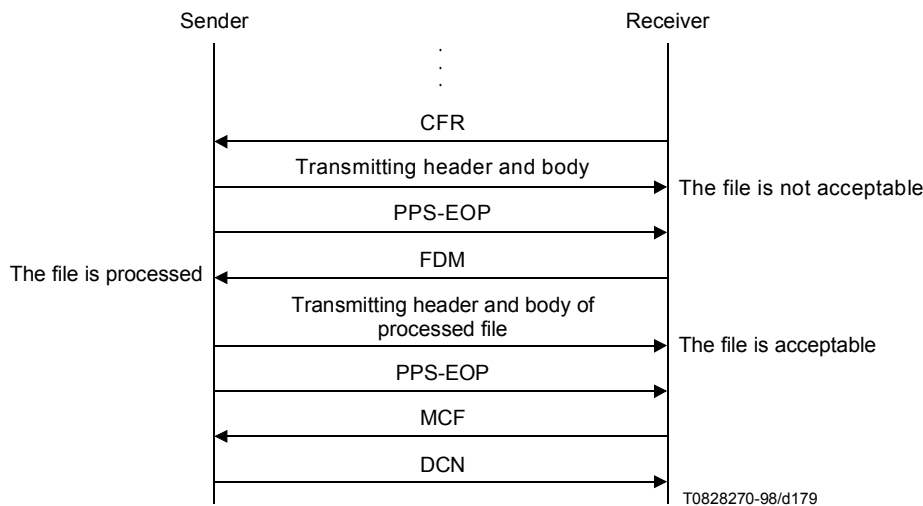 Sender
Receiver
CFR
Transmitting header and body
The file is not acceptable
PPS-EOP
FDM
The file is processed
Transmitting header and body of
processed file
The file is acceptable
PPS-EOP
MCF
DCN
T0828270-98/d179